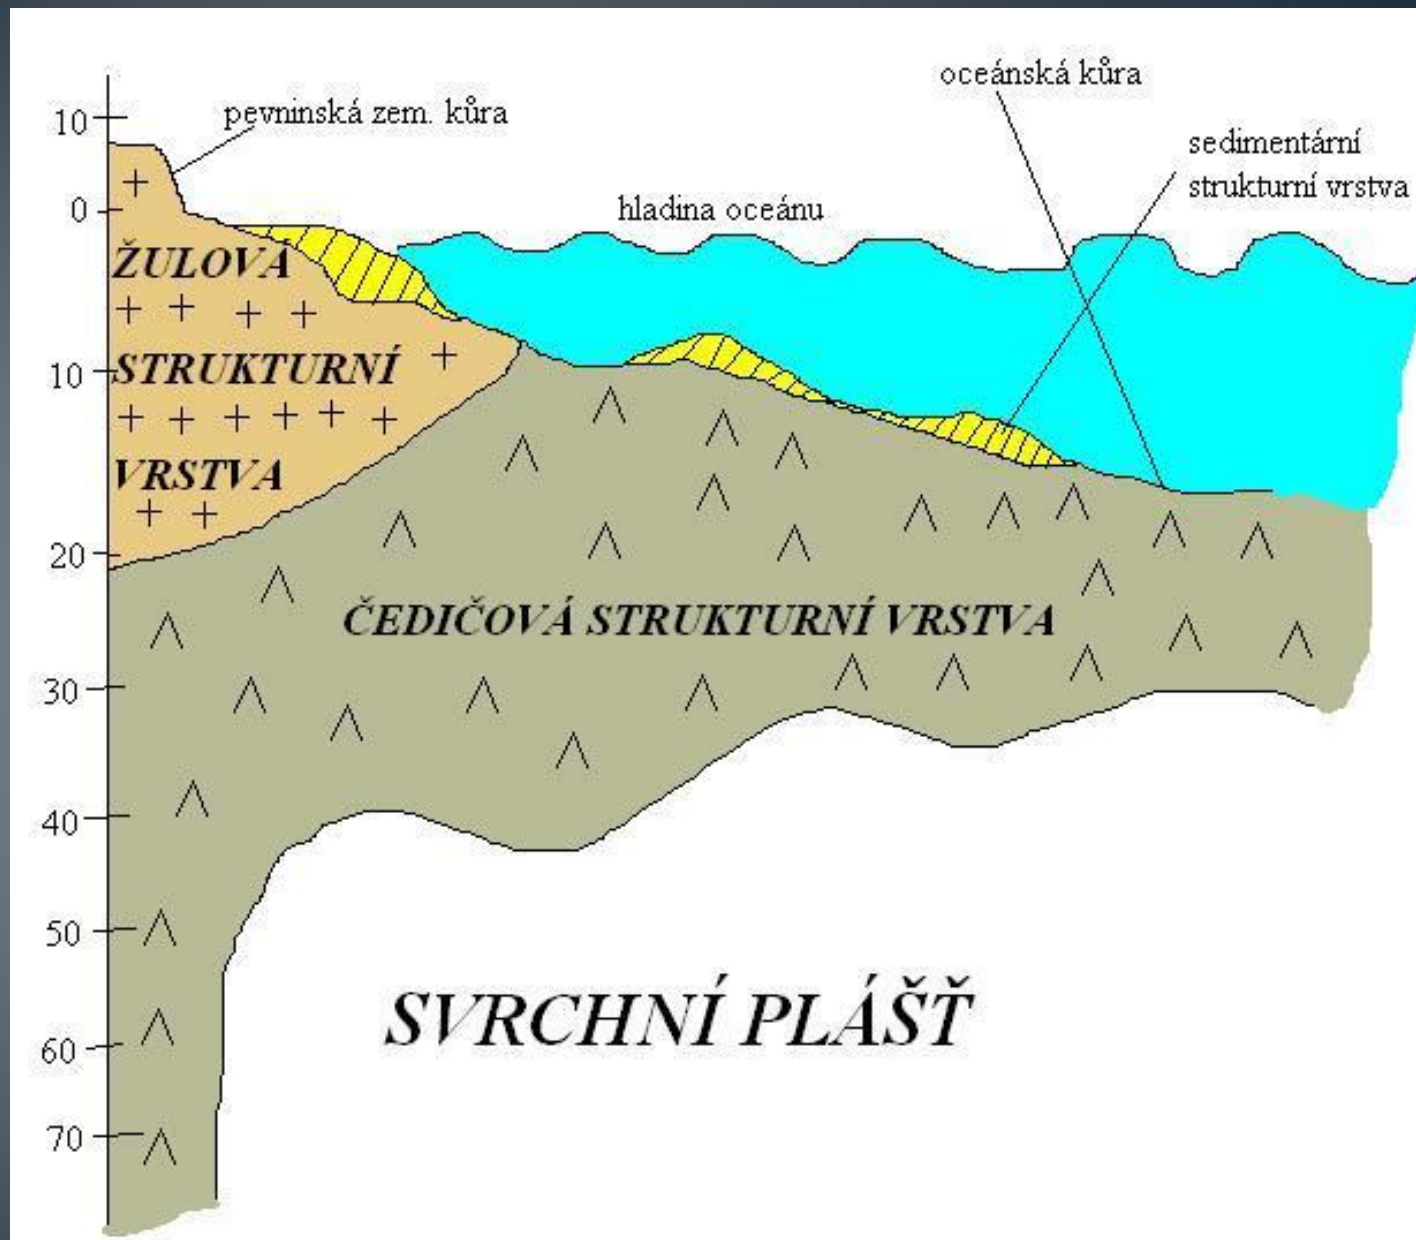 oceánská kůra
pevninská zem. kůra
sedimentární
strukturní vrstva
hladina oceánu
10
0
10
20
30
40
50
60
70
ŽULOVÁ
STRUKTURNÍ
VRSTVA
ČEDIČOVÁ STRUKTURNÍ VRSTVA
SVRCHNÍ PLÁŠŤ